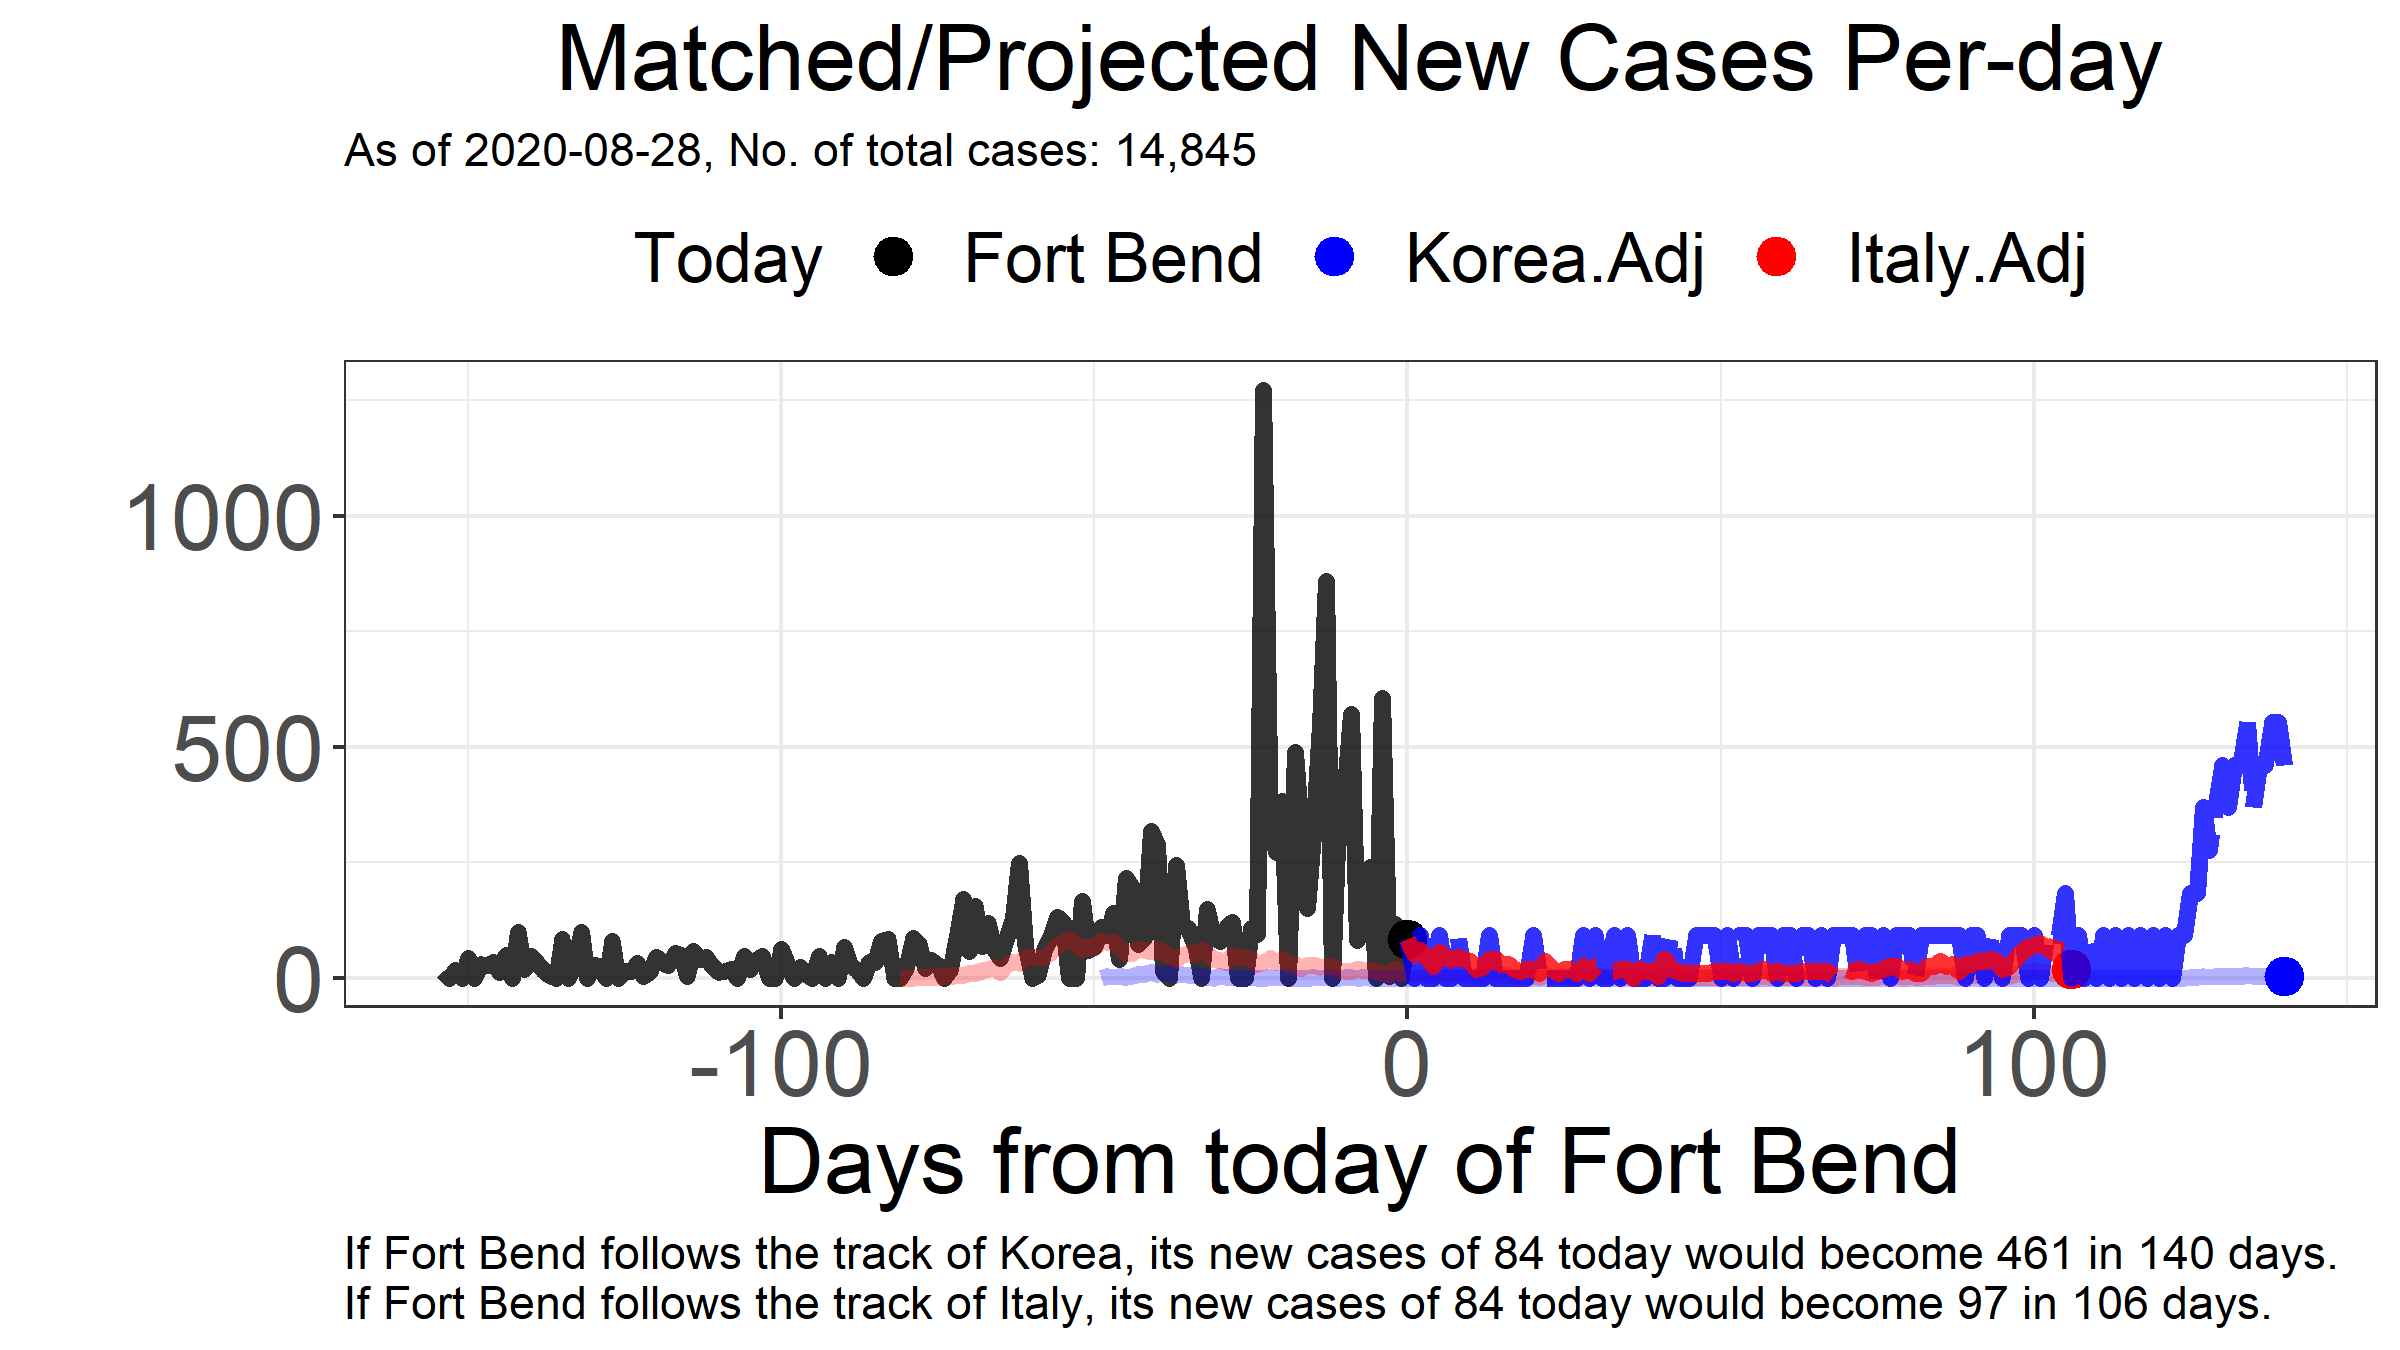 Matched/Projected New Cases Per-day
As of 2020-08-28, No. of total cases: 14,845
Today Fort Bend Korea.Adj Italy.Adj
1000
500
0
-100 0 100
Days from today of Fort Bend
If Fort Bend follows the track of Korea, its new cases of 84 today would become 461 in 140 days.
If Fort Bend follows the track of Italy, its new cases of 84 today would become 97 in 106 days.